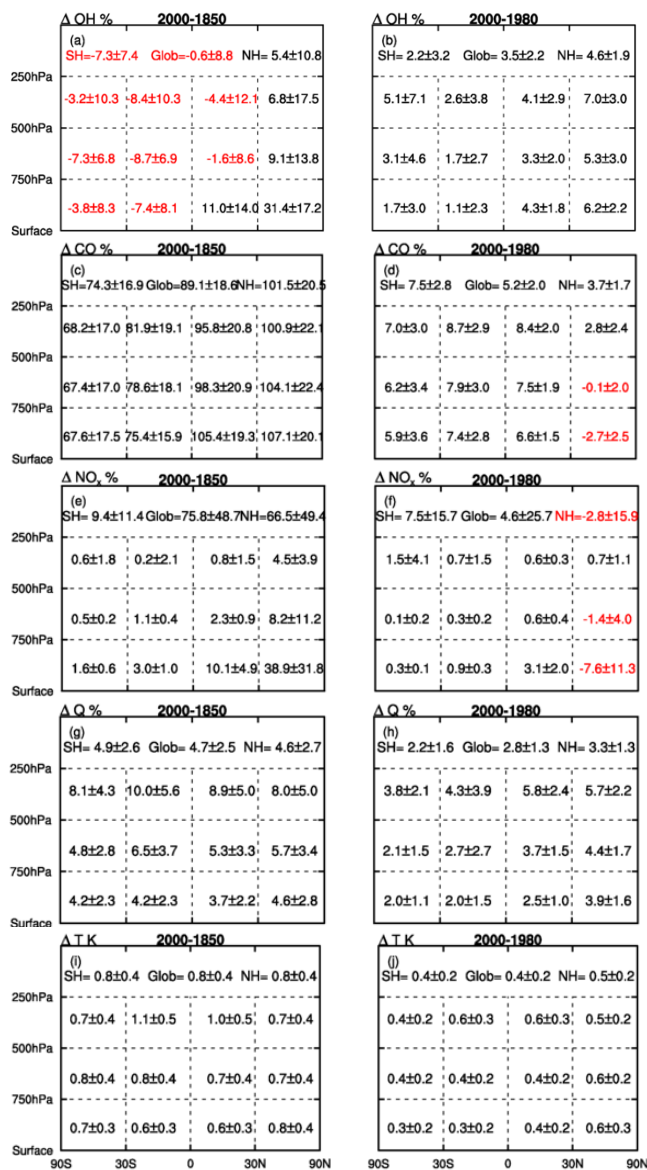 Δ OH % 2000-1850 Δ OH % 2000-1980
(a) (b)
SH=-7.3±7.4 Glob=-0.6±8.8 NH= 5.4±10.8 SH= 2.2±3.2 Glob= 3.5±2.2 NH= 4.6±1.9
250hPa
-3.2±10.3 -8.4±10.3 -4.4±12.1 6.8±17.5 5.1±7.1 2.6±3.8 4.1±2.9 7.0±3.0
500hPa
-7.3±6.8 -8.7±6.9 -1.6±8.6 9.1±13.8 3.1±4.6 1.7±2.7 3.3±2.0 5.3±3.0
750hPa
-3.8±8.3 -7.4±8.1 11.0±14.0 31.4±17.2 1.7±3.0 1.1±2.3 4.3±1.8 6.2±2.2
Surface
Δ CO % 2000-1850 Δ CO % 2000-1980
(c) (d)
SH=74.3±16.9 Glob=89.1±18.6 NH=101.5±20.5 SH= 7.5±2.8 Glob= 5.2±2.0 NH= 3.7±1.7
250hPa
68.2±17.0 81.9±19.1 95.8±20.8 100.9±22.1 7.0±3.0 8.7±2.9 8.4±2.0 2.8±2.4
500hPa
67.4±17.0 78.6±18.1 98.3±20.9 104.1±22.4 6.2±3.4 7.9±3.0 7.5±1.9 -0.1±2.0
750hPa
67.6±17.5 75.4±15.9 105.4±19.3 107.1±20.1 5.9±3.6 7.4±2.8 6.6±1.5 -2.7±2.5
Surface
Δ NOₓ % 2000-1850 Δ NOₓ % 2000-1980
(e) (f)
SH= 9.4±11.4 Glob=75.8±48.7 NH=66.5±49.4 SH= 7.5±15.7 Glob= 4.6±25.7 NH=-2.8±15.9
250hPa
0.6±1.8 0.2±2.1 0.8±1.5 4.5±3.9 1.5±4.1 0.7±1.5 0.6±0.3 0.7±1.1
500hPa
0.5±0.2 1.1±0.4 2.3±0.9 8.2±11.2 0.1±0.2 0.3±0.2 0.6±0.4 -1.4±4.0
750hPa
1.6±0.6 3.0±1.0 10.1±4.9 38.9±31.8 0.3±0.1 0.9±0.3 3.1±2.0 -7.6±11.3
Surface
Δ Q % 2000-1850 Δ Q % 2000-1980
(g) (h)
SH= 4.9±2.6 Glob= 4.7±2.5 NH= 4.6±2.7 SH= 2.2±1.6 Glob= 2.8±1.3 NH= 3.3±1.3
250hPa
8.1±4.3 10.0±5.6 8.9±5.0 8.0±5.0 3.8±2.1 4.3±3.9 5.8±2.4 5.7±2.2
500hPa
4.8±2.8 6.5±3.7 5.3±3.3 5.7±3.4 2.1±1.5 2.7±2.7 3.7±1.5 4.4±1.7
750hPa
4.2±2.3 4.2±2.3 3.7±2.2 4.6±2.8 2.0±1.1 2.0±1.5 2.5±1.0 3.9±1.6
Surface
Δ T K 2000-1850 Δ T K 2000-1980
(i) (j)
SH= 0.8±0.4 Glob= 0.8±0.4 NH= 0.8±0.4 SH= 0.4±0.2 Glob= 0.4±0.2 NH= 0.5±0.2
250hPa
0.7±0.4 1.1±0.5 1.0±0.5 0.7±0.4 0.4±0.2 0.6±0.3 0.6±0.3 0.5±0.2
500hPa
0.8±0.4 0.8±0.4 0.7±0.4 0.7±0.4 0.4±0.2 0.4±0.2 0.4±0.2 0.6±0.2
750hPa
0.7±0.3 0.6±0.3 0.6±0.3 0.8±0.4 0.3±0.2 0.3±0.2 0.4±0.2 0.6±0.3
Surface
90S 30S 0 30N 90N 90S 30S 0 30N 90N